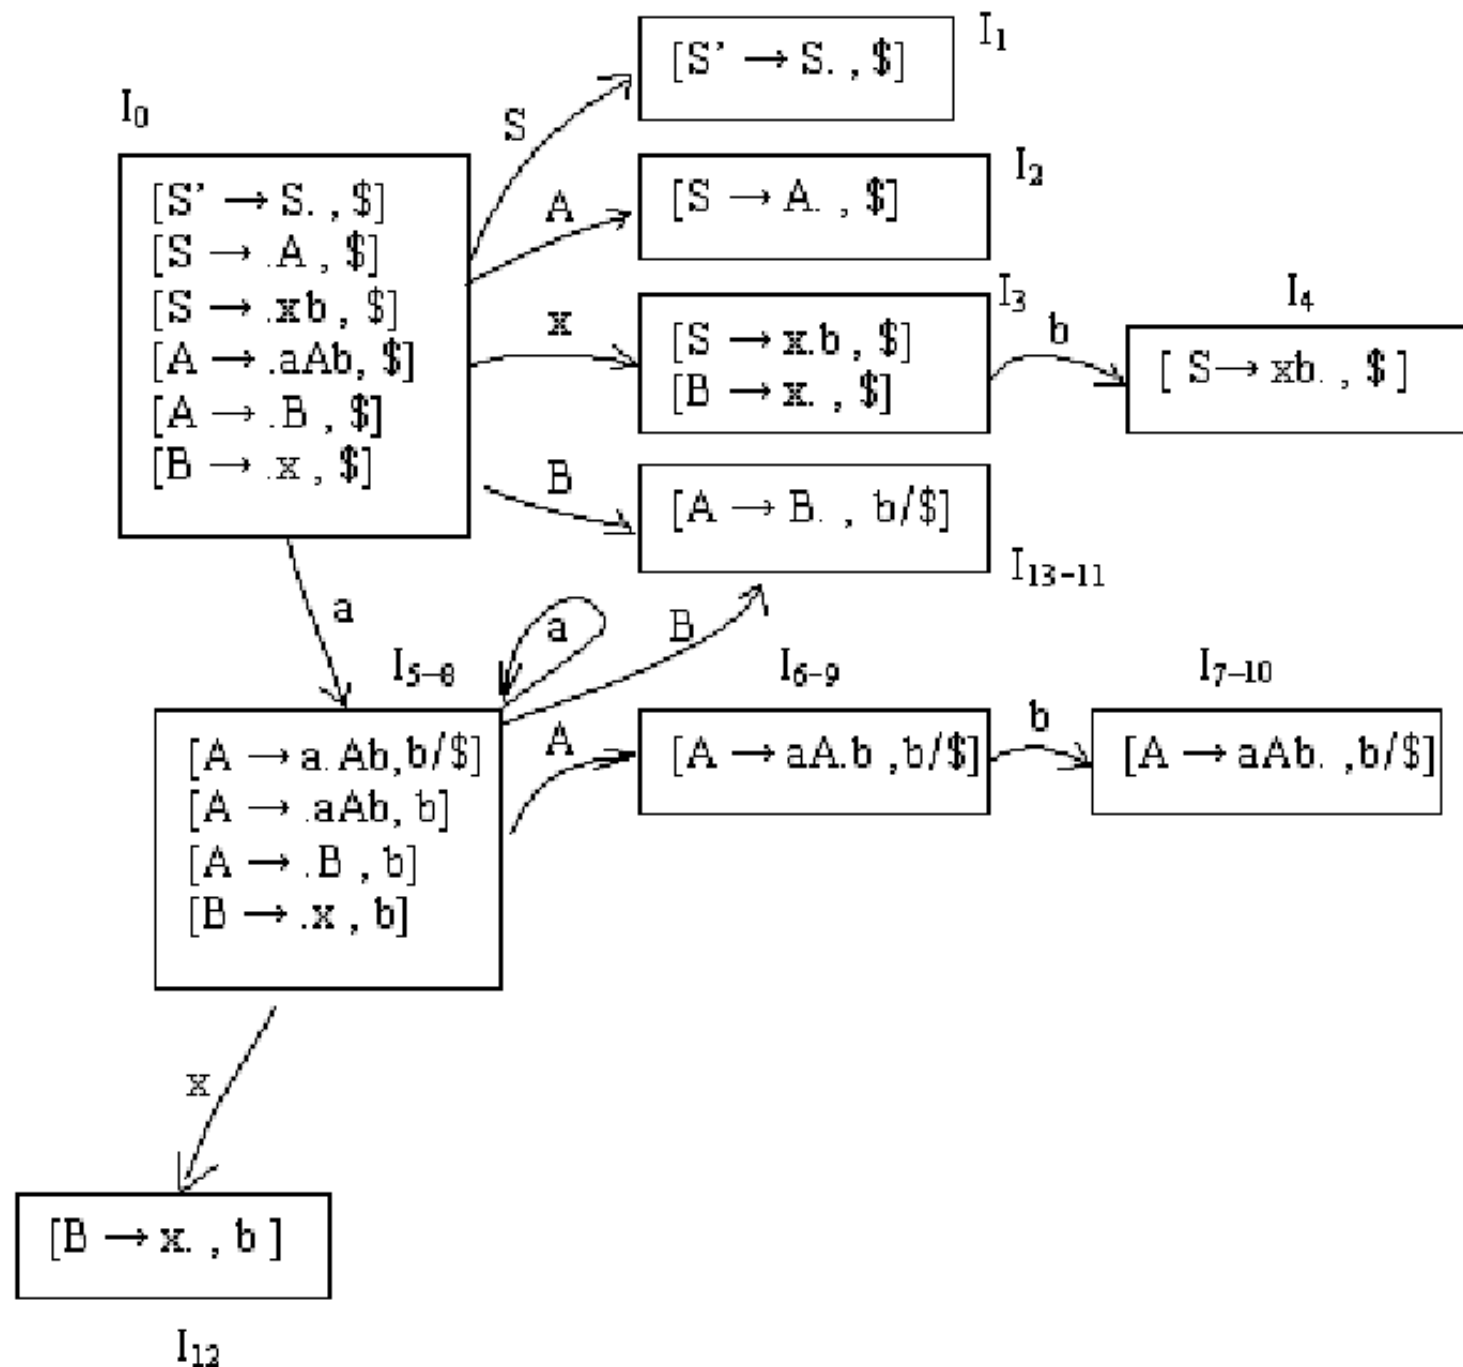 I0
[S' → S. , $]
[S → .A , $]
[S → .xb , $]
[A → .aAb, $]
[A → .B , $]
[B → .x , $]
S
[S' → S. , $]
I1
A
[S → A. , $]
I2
x
[S → x.b , $]
[B → x. , $]
I3
b
I4
[ S → xb. , $ ]
B
[A → B. , b/$]
I13-11
a
I5-8
a
B
[A → a.Ab,b/$]
[A → .aAb, b]
[A → .B , b]
[B → .x , b]
A
I6-9
[A → aA.b ,b/$]
b
I7-10
[A → aAb. ,b/$]
x
[B → x. , b ]
I12